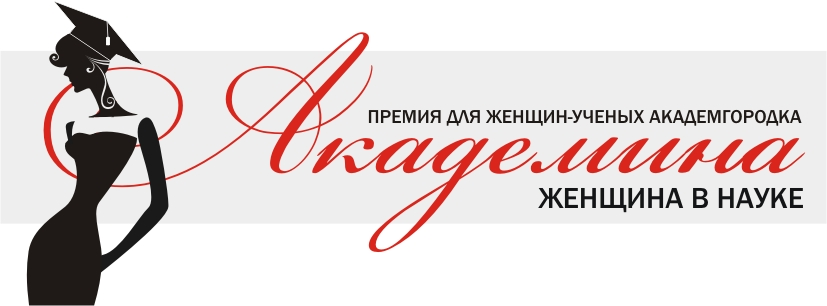 ПРЕМИЯ ДЛЯ ЖЕНЩИН-УЧЕНЫХ АКАДЕМГОРОДКА
Академина
ЖЕНЩИНА В НАУКЕ